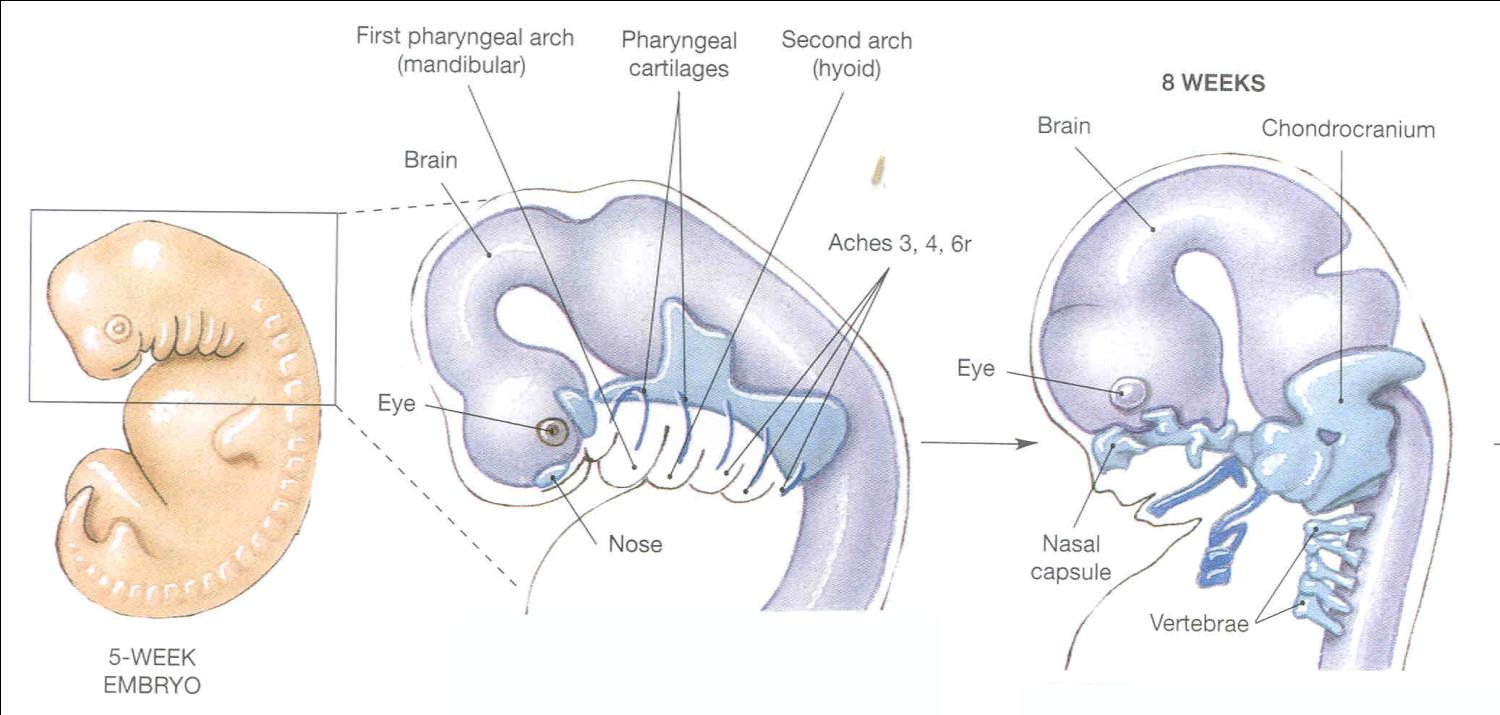 First pharyngeal arch
(mandibular)
Pharyngeal
cartilages
Second arch
(hyoid)
8 WEEKS
Brain
Chondrocranium
Brain
Aches 3, 4, 6r
Eye
Eye
Nose
Nasal
capsule
Vertebrae
5-WEEK
EMBRYO